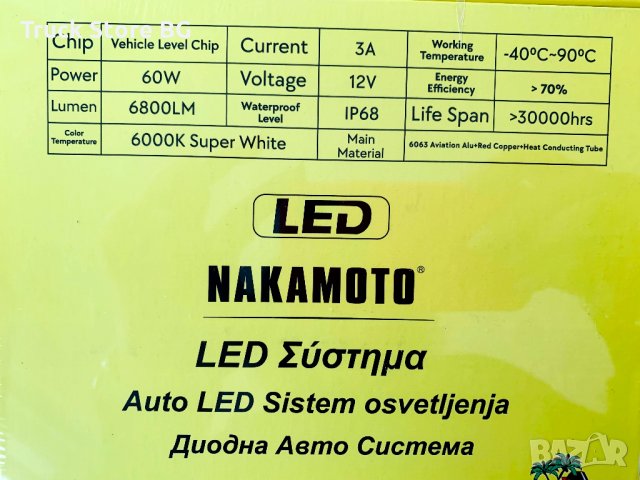 Truck Store BG
Chip Vehicle Level Chip Current 3A Working Temperature -40ºC~90ºC
Power 60W Voltage 12V Energy Efficiency > 70%
Lumen 6800LM Waterproof Level IP68 Life Span >30000hrs
Color Temperature 6000K Super White Main Material 6063 Aviation Alu+Red Copper+Heat Conducting Tube
LED
NAKAMOTO®
LED Σύστημα
Auto LED Sistem osvetljenja
Диодна Авто Система
BAZAR